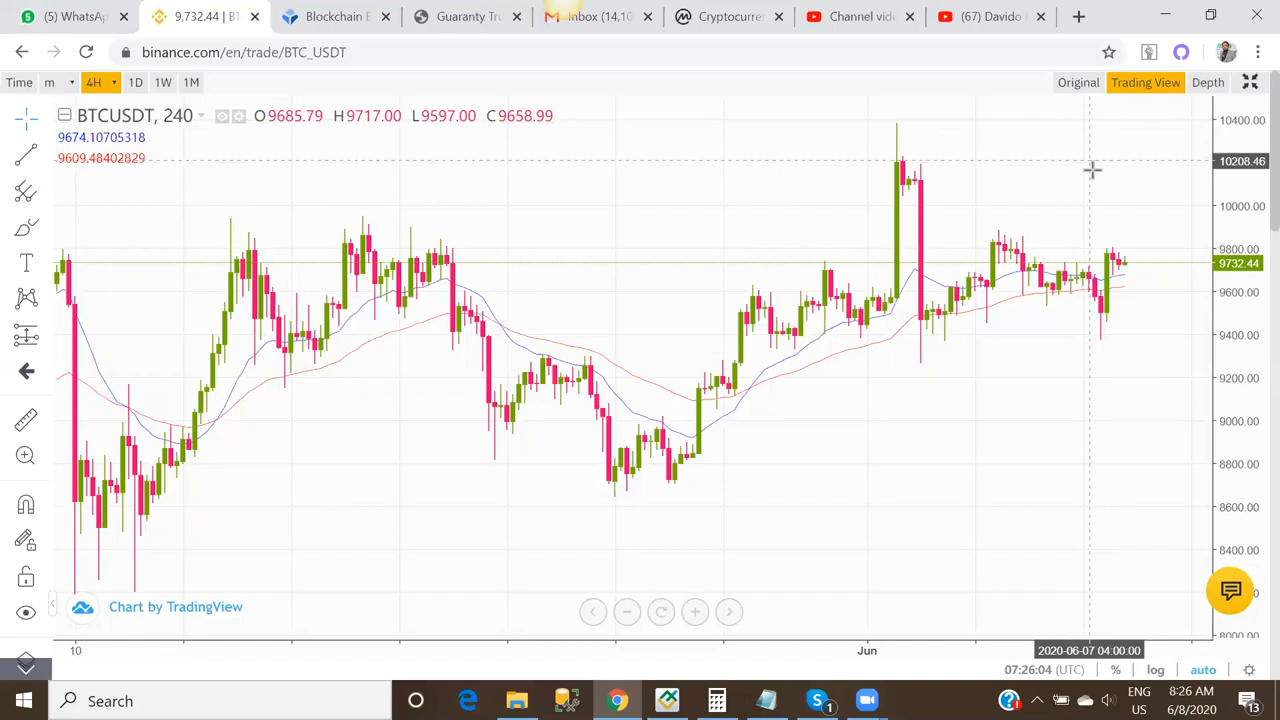 (5) WhatsAp
9,732.44 | BT
Blockchain E
Guaranty Tru
Inbox (14,10
Cryptocurre
Channel vide
(67) Davido
binance.com/en/trade/BTC_USDT
Time m 4H 1D 1W 1M
Original Trading View Depth
BTCUSDT, 240 O9685.79 H9717.00 L9597.00 C9658.99
9674.10705318
9609.48402829
10400.00
10208.46
10000.00
9800.00
9732.44
9600.00
9400.00
9200.00
9000.00
8800.00
8600.00
8400.00
8000.00
Chart by TradingView
10 Jun 2020-06-07 04:00:00
07:26:04 (UTC) % log auto
Search
ENG
US
8:26 AM
6/8/2020
1
13